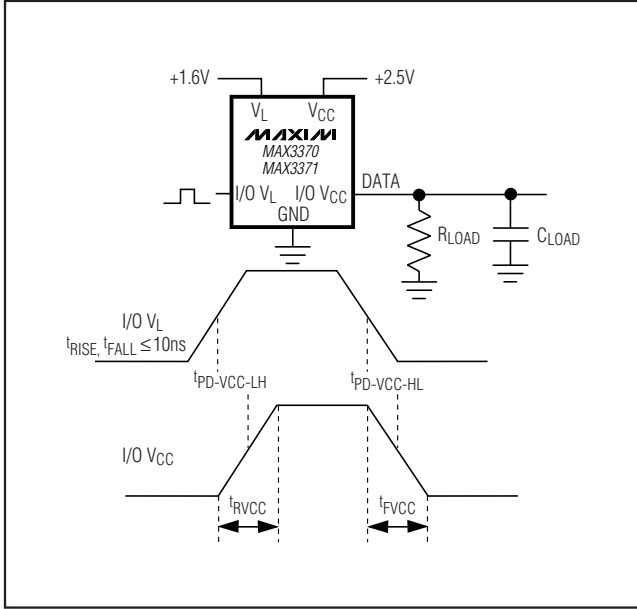 +1.6V +2.5V
VL VCC
MAXIM
MAX3370
MAX3371
I/O VL I/O VCC DATA
GND
RLOAD CLOAD
I/O VL
tRISE, tFALL ≤10ns
tPD-VCC-LH tPD-VCC-HL
I/O VCC
tRVCC tFVCC